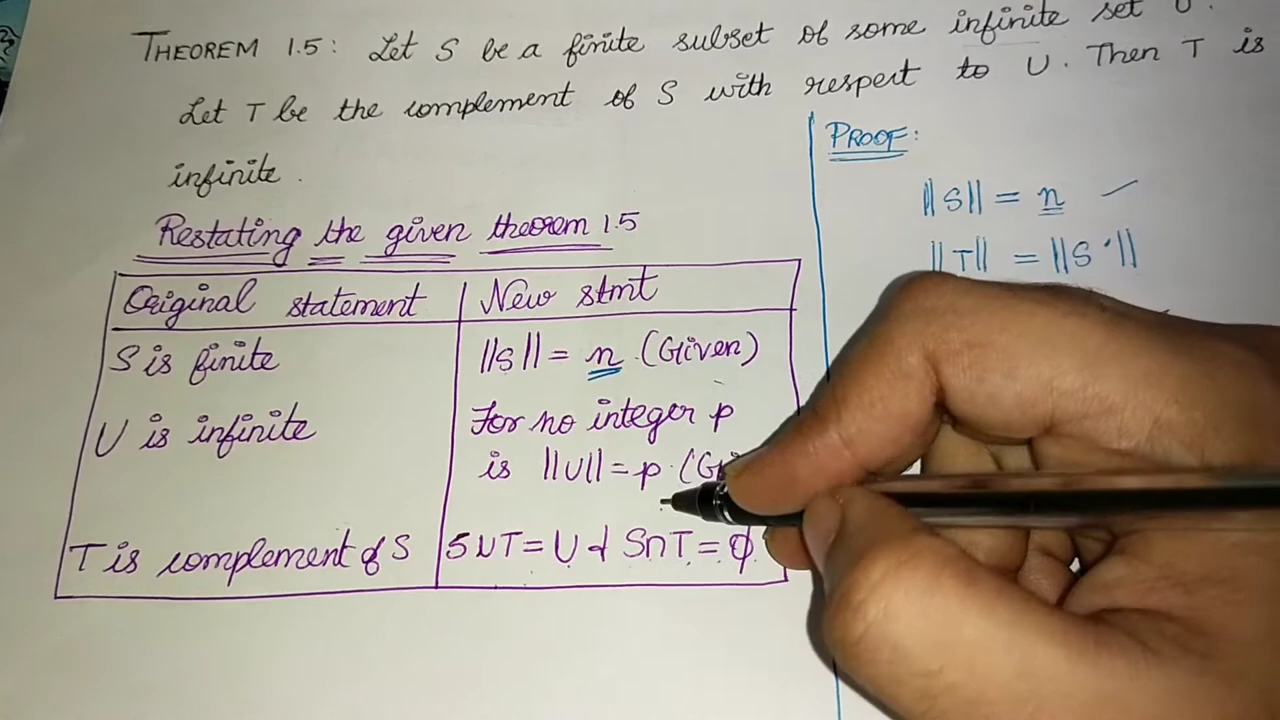 THEOREM 1.5: Let S be a finite subset of some infinite set U.
Let T be the complement of S with respect to U. Then T is
infinite.
Restating the given theorem 1.5
Original statement | New stmt
S is finite | ||S|| = n (Given)
U is infinite | For no integer p
is ||U|| = p (Gi
T is complement of S | SUT = U & S∩T = φ
PROOF:
||S|| = n
||T|| = ||S'||